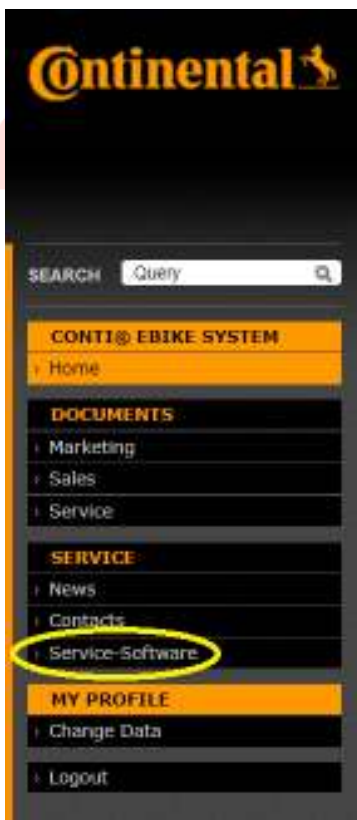 Continental
SEARCH Query
CONTI® EBIKE SYSTEM
› Home
DOCUMENTS
› Marketing
› Sales
› Service
SERVICE
› News
› Contacts
› Service-Software
MY PROFILE
› Change Data
› Logout